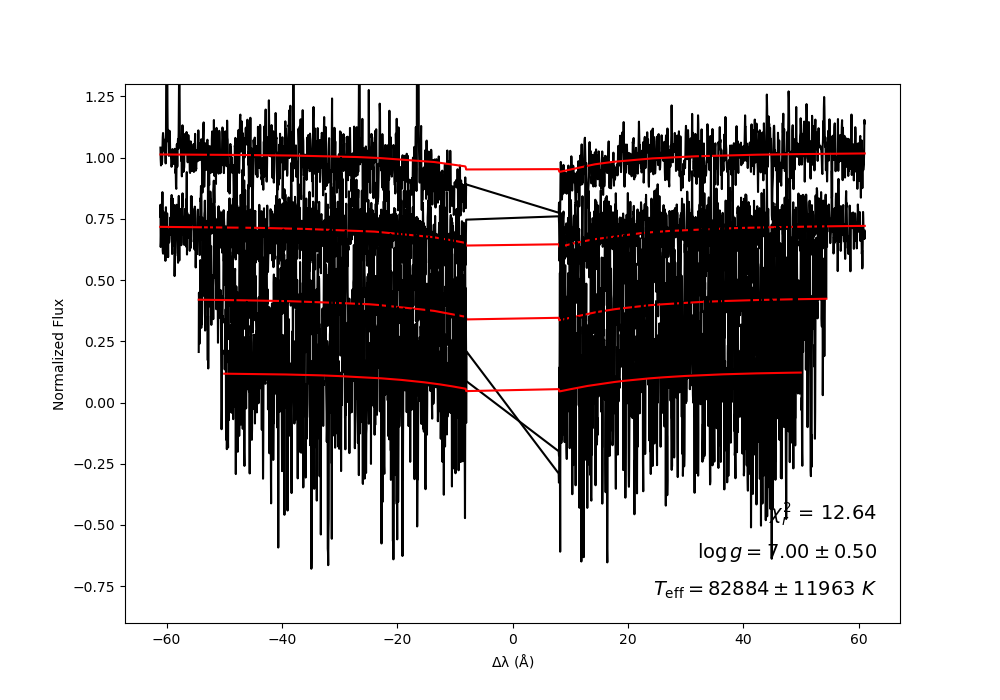 1.25
1.00
0.75
0.50
0.25
0.00
−0.25
−0.50
−0.75
Normalized Flux
χ²ᵣ = 12.64
log g = 7.00 ± 0.50
T_eff = 82884 ± 11963 K
−60 −40 −20 0 20 40 60
Δλ (Å)